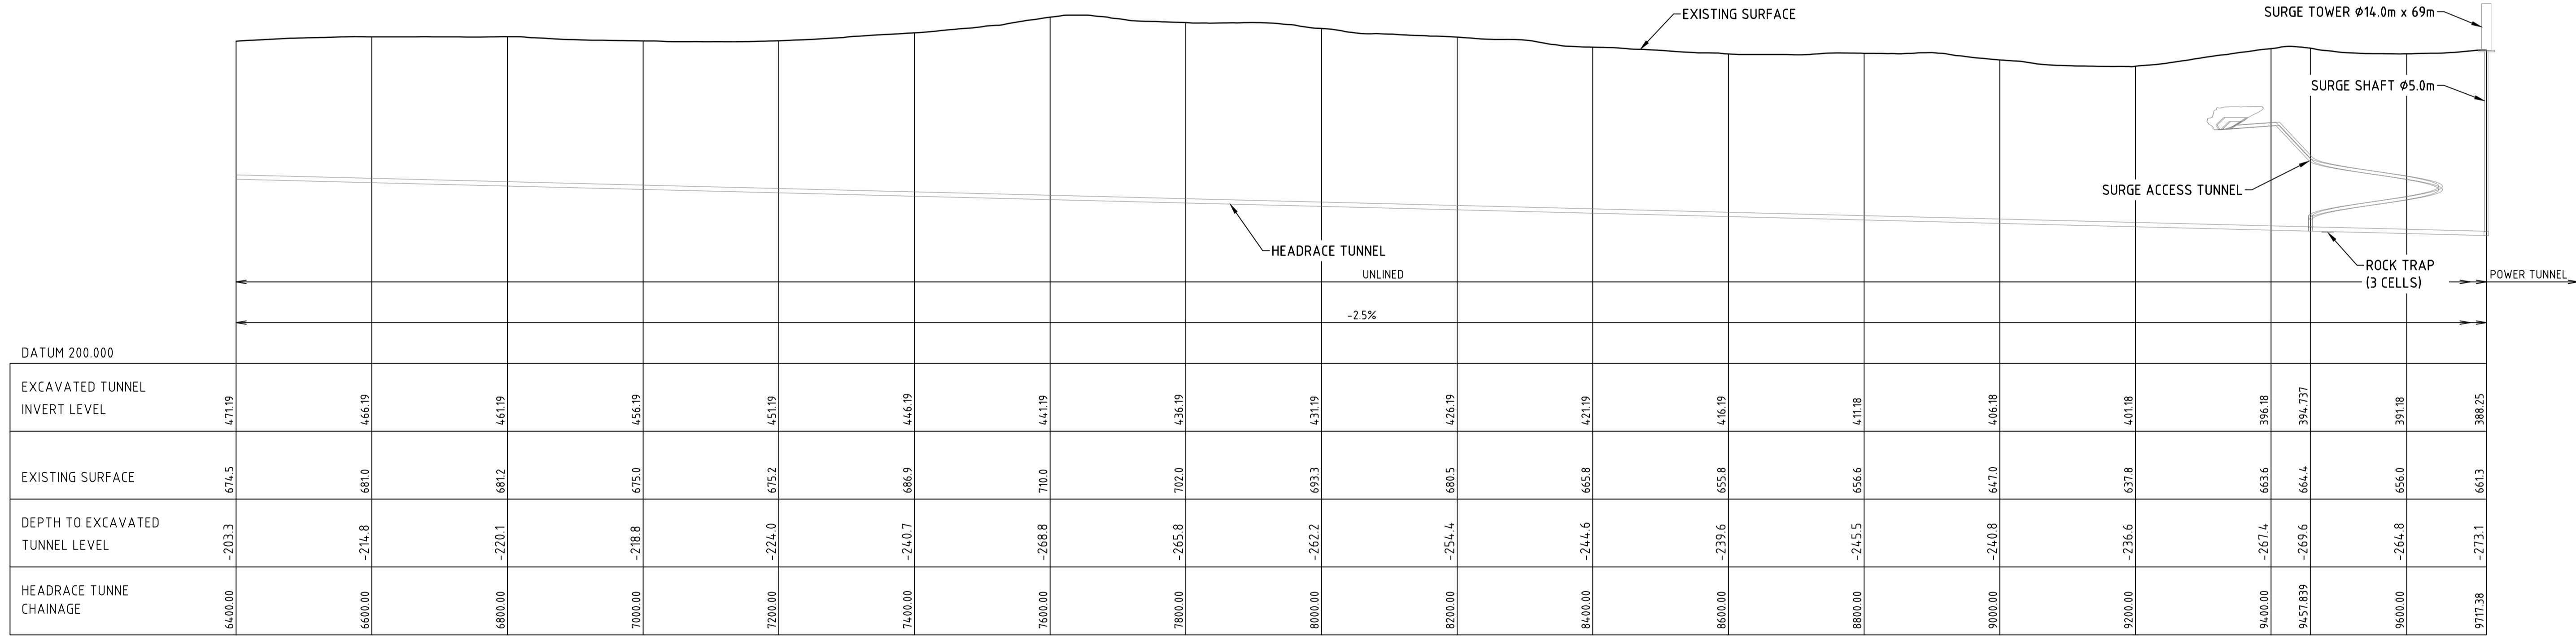 SURGE TOWER Ø14.0m x 69m
EXISTING SURFACE
SURGE SHAFT Ø5.0m
SURGE ACCESS TUNNEL
HEADRACE TUNNEL
ROCK TRAP
(3 CELLS)
UNLINED
POWER TUNNEL
-2.5%
DATUM 200.000
EXCAVATED TUNNEL
INVERT LEVEL
471.19 466.19 461.19 456.19 451.19 446.19 441.19 436.19 431.19 426.19 421.19 416.19 411.18 406.18 401.18 396.18 394.737 391.18 388.25
EXISTING SURFACE
674.5 681.0 681.2 675.0 675.2 686.9 710.0 702.0 693.3 680.5 665.8 655.8 656.6 647.0 637.8 663.6 664.4 656.0 661.3
DEPTH TO EXCAVATED
TUNNEL LEVEL
-203.3 -214.8 -220.1 -218.8 -224.0 -240.7 -268.8 -265.8 -262.2 -254.4 -244.6 -239.6 -245.5 -240.8 -236.6 -267.4 -269.6 -264.8 -273.1
HEADRACE TUNNE
CHAINAGE
6400.00 6600.00 6800.00 7000.00 7200.00 7400.00 7600.00 7800.00 8000.00 8200.00 8400.00 8600.00 8800.00 9000.00 9200.00 9400.00 9457.839 9600.00 9717.38